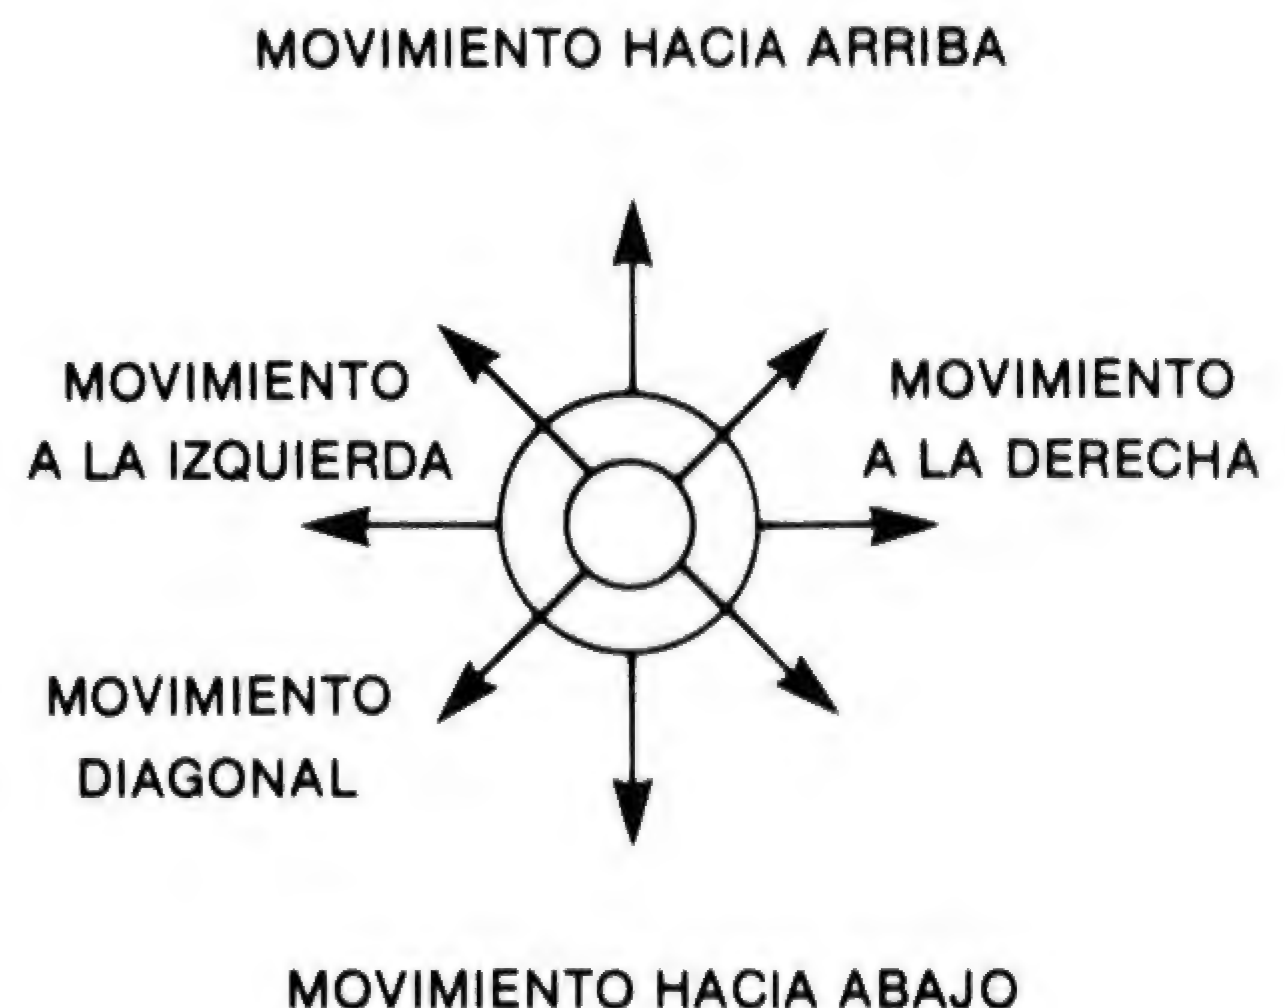 MOVIMIENTO HACIA ARRIBA
MOVIMIENTO
A LA IZQUIERDA
MOVIMIENTO
A LA DERECHA
MOVIMIENTO
DIAGONAL
MOVIMIENTO HACIA ABAJO